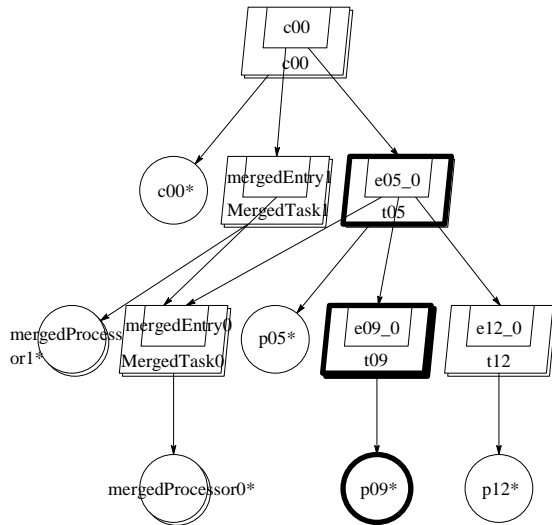 c00
c00
c00*
mergedEntry1
MergedTask1
e05_0
t05
mergedProcess
or1*
mergedEntry0
MergedTask0
p05*
e09_0
t09
e12_0
t12
mergedProcessor0*
p09*
p12*